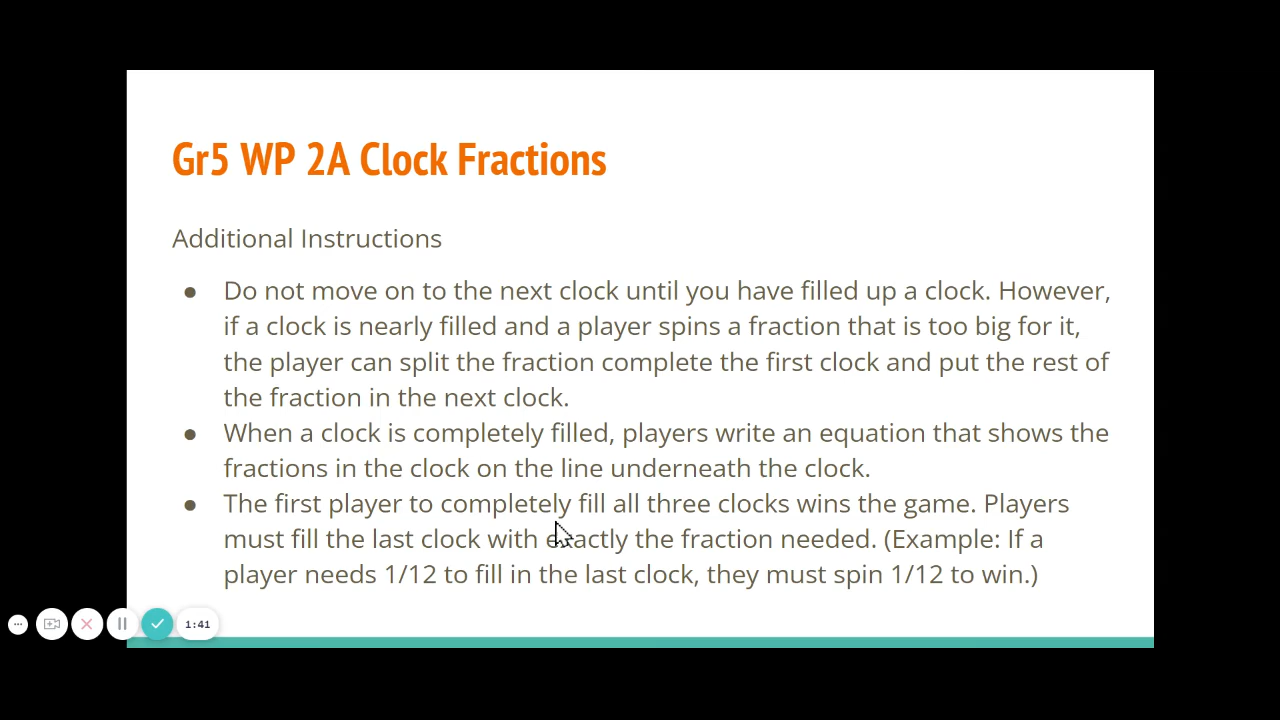 Gr5 WP 2A Clock Fractions
Additional Instructions
● Do not move on to the next clock until you have filled up a clock. However,
if a clock is nearly filled and a player spins a fraction that is too big for it,
the player can split the fraction complete the first clock and put the rest of
the fraction in the next clock.
● When a clock is completely filled, players write an equation that shows the
fractions in the clock on the line underneath the clock.
● The first player to completely fill all three clocks wins the game. Players
must fill the last clock with exactly the fraction needed. (Example: If a
player needs 1/12 to fill in the last clock, they must spin 1/12 to win.)
1:41